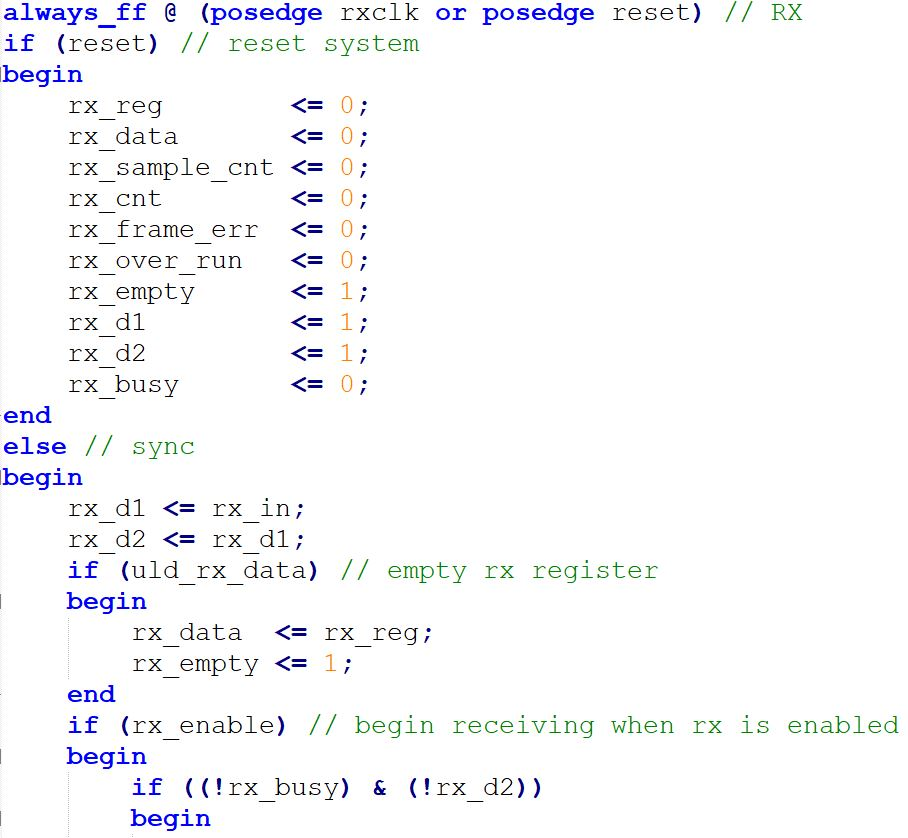 always_ff @ (posedge rxclk or posedge reset) // RX
if (reset) // reset system
begin
    rx_reg        <= 0;
    rx_data       <= 0;
    rx_sample_cnt <= 0;
    rx_cnt        <= 0;
    rx_frame_err  <= 0;
    rx_over_run   <= 0;
    rx_empty      <= 1;
    rx_d1         <= 1;
    rx_d2         <= 1;
    rx_busy       <= 0;
end
else // sync
begin
    rx_d1 <= rx_in;
    rx_d2 <= rx_d1;
    if (uld_rx_data) // empty rx register
    begin
        rx_data  <= rx_reg;
        rx_empty <= 1;
    end
    if (rx_enable) // begin receiving when rx is enabled
    begin
        if ((!rx_busy) & (!rx_d2))
        begin